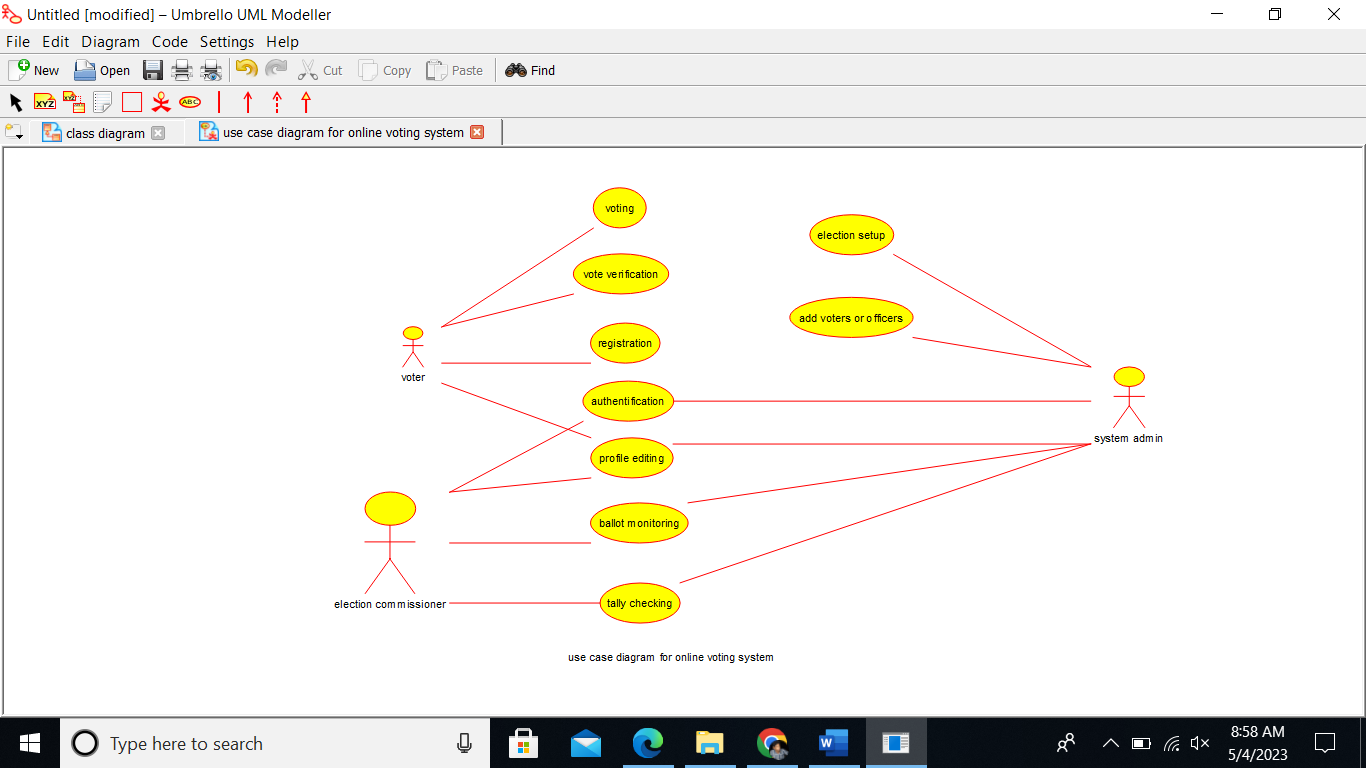 Untitled [modified] – Umbrello UML Modeller
File Edit Diagram Code Settings Help
New Open Cut Copy Paste Find
XYZ XYZ ABC
class diagram use case diagram for online voting system
voting
election setup
vote verification
add voters or officers
registration
voter
authentification
system admin
profile editing
ballot monitoring
election commissioner
tally checking
use case diagram for online voting system
Type here to search
W
8:58 AM
5/4/2023